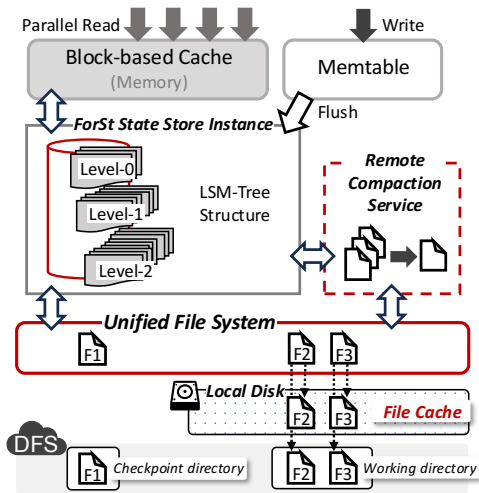 Parallel Read
Write
Block-based Cache
(Memory)
Memtable
Flush
ForSt State Store Instance
Level-0
Level-1
Level-2
LSM-Tree
Structure
Remote
Compaction
Service
Unified File System
F1
F2
F3
Local Disk
F2
F3
File Cache
DFS
F1
Checkpoint directory
F2
F3
Working directory